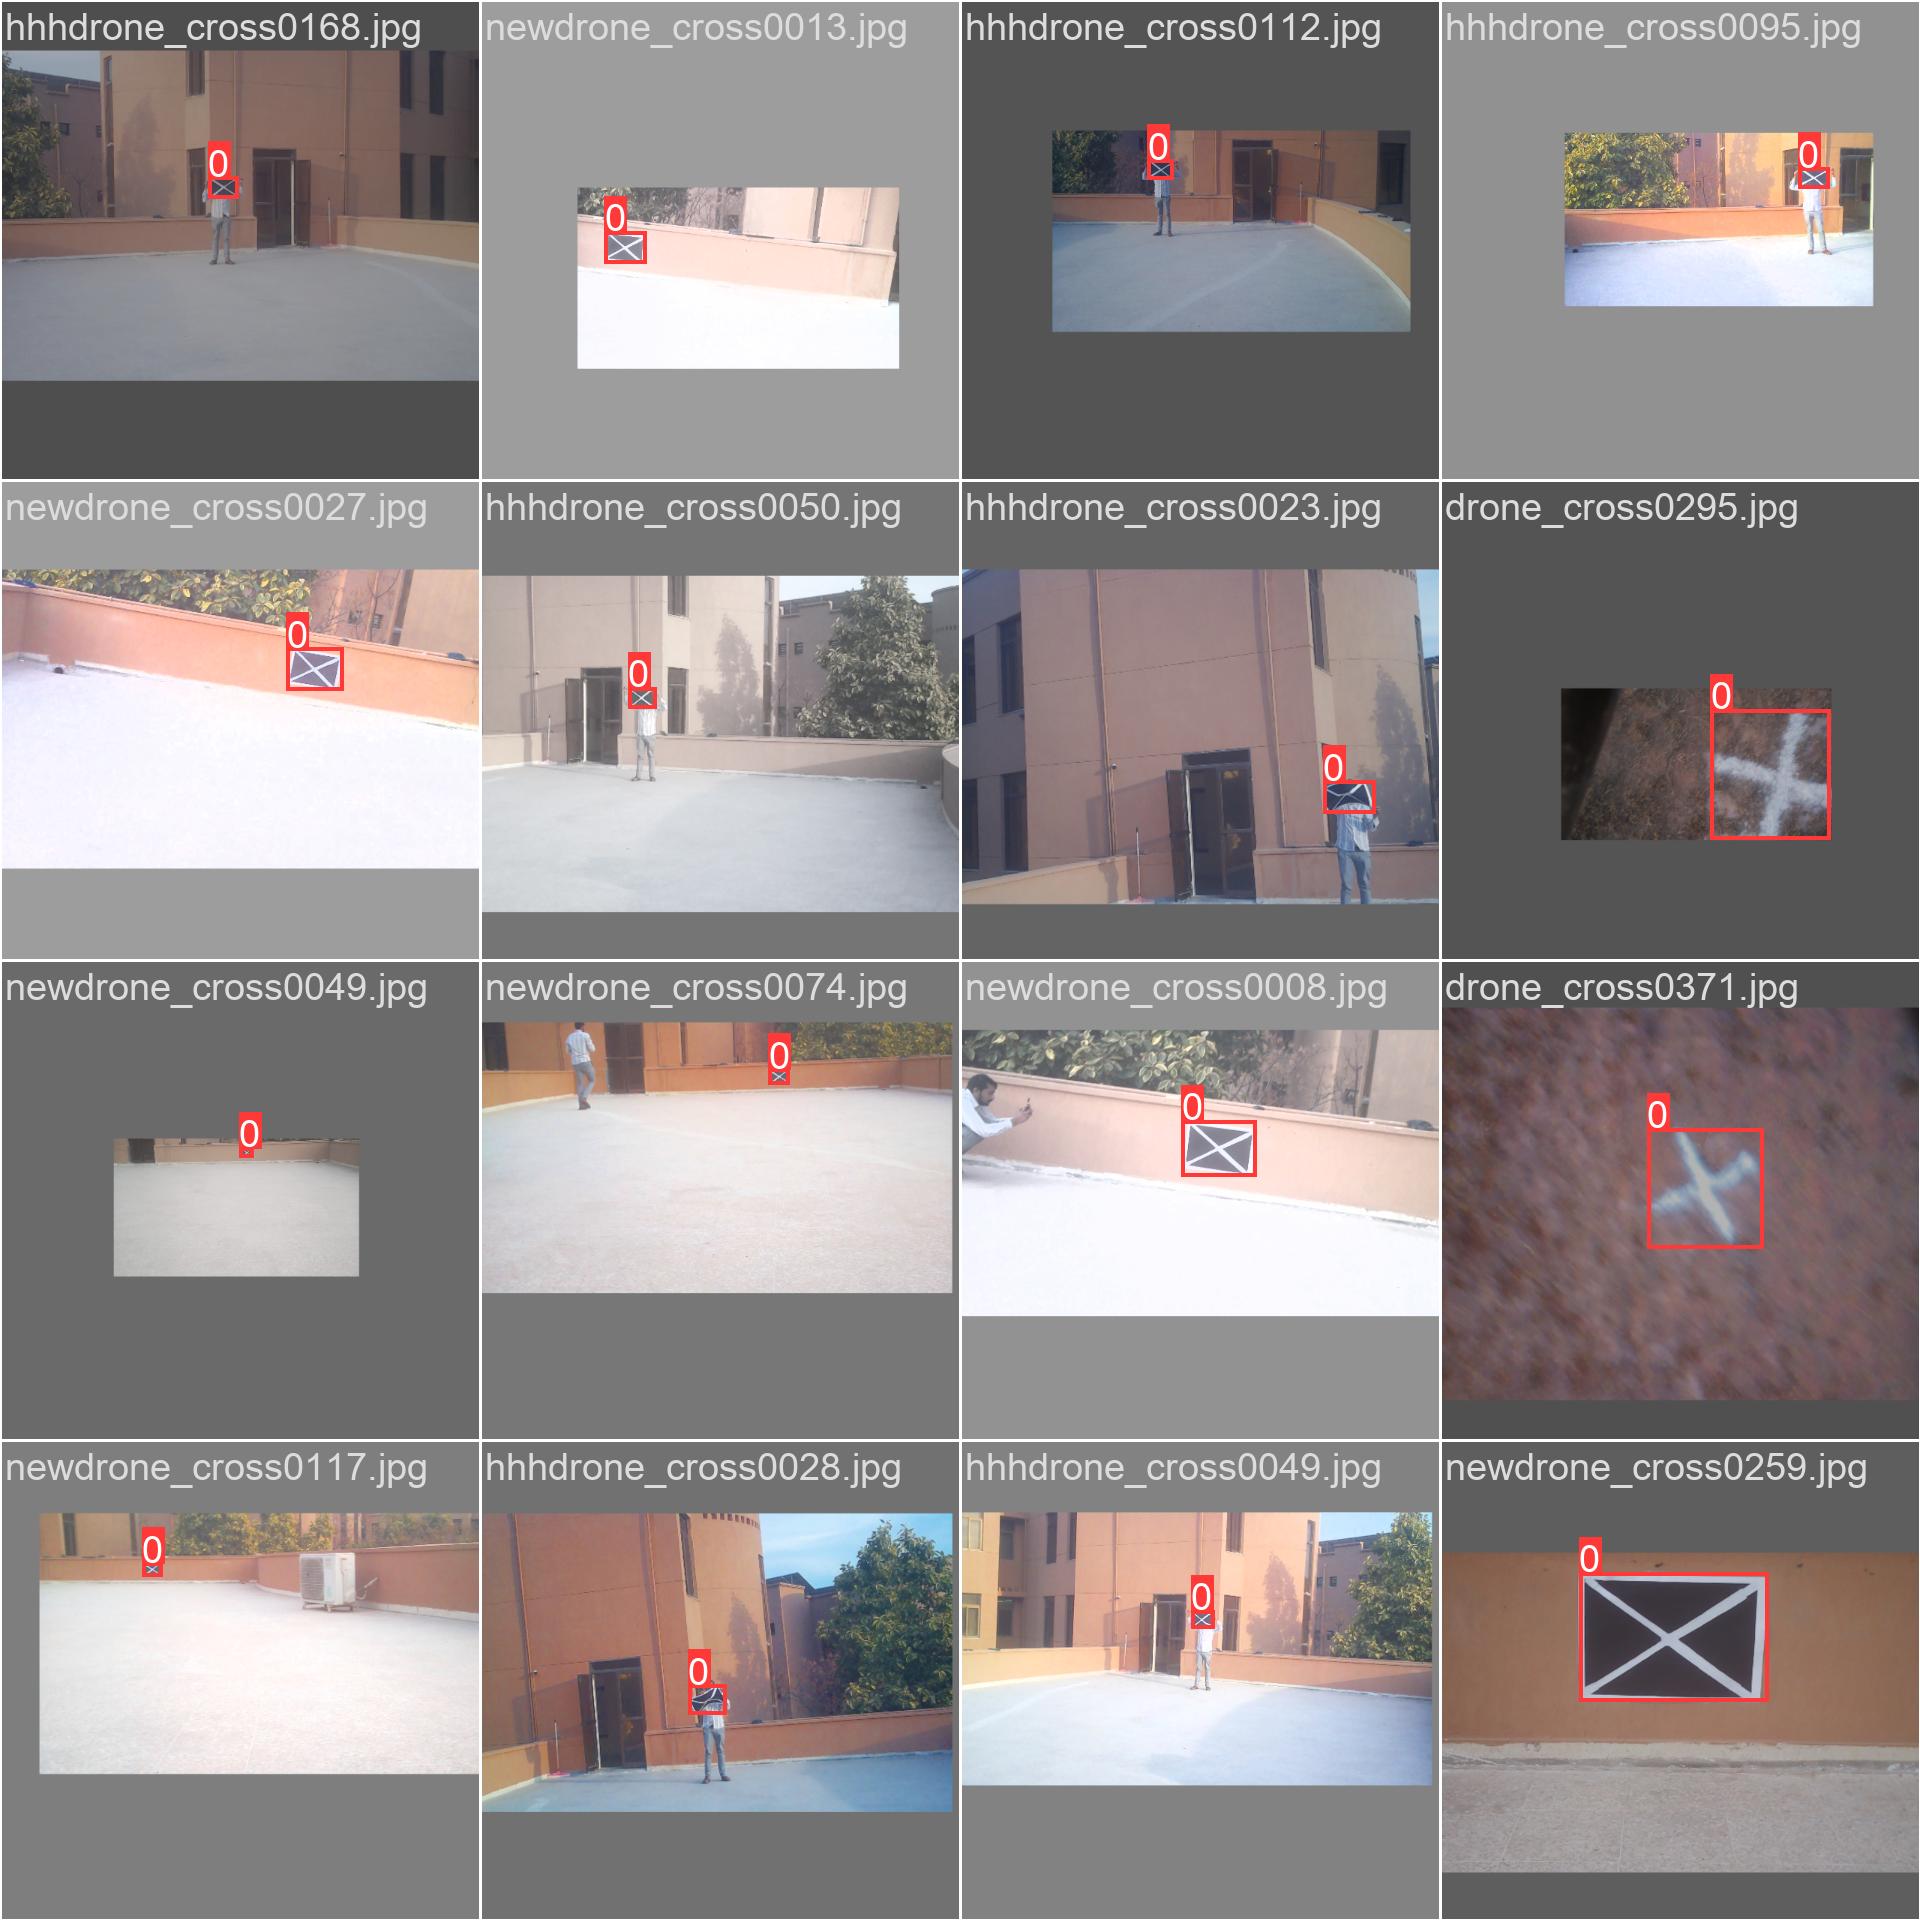 hhhdrone_cross0168.jpg
newdrone_cross0013.jpg
hhhdrone_cross0112.jpg
hhhdrone_cross0095.jpg
0
0
0
0
newdrone_cross0027.jpg
hhhdrone_cross0050.jpg
hhhdrone_cross0023.jpg
drone_cross0295.jpg
0
0
0
0
newdrone_cross0049.jpg
newdrone_cross0074.jpg
newdrone_cross0008.jpg
drone_cross0371.jpg
0
0
0
0
newdrone_cross0117.jpg
hhhdrone_cross0028.jpg
hhhdrone_cross0049.jpg
newdrone_cross0259.jpg
0
0
0
0